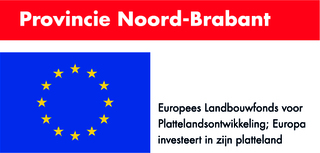 Provincie Noord-Brabant
Europees Landbouwfonds voor
Plattelandsontwikkeling; Europa
investeert in zijn platteland